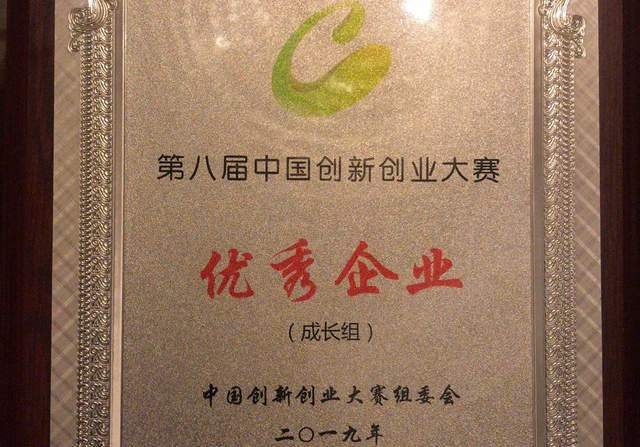 第八届中国创新创业大赛
优秀企业
（成长组）
中国创新创业大赛组委会
二〇一九年